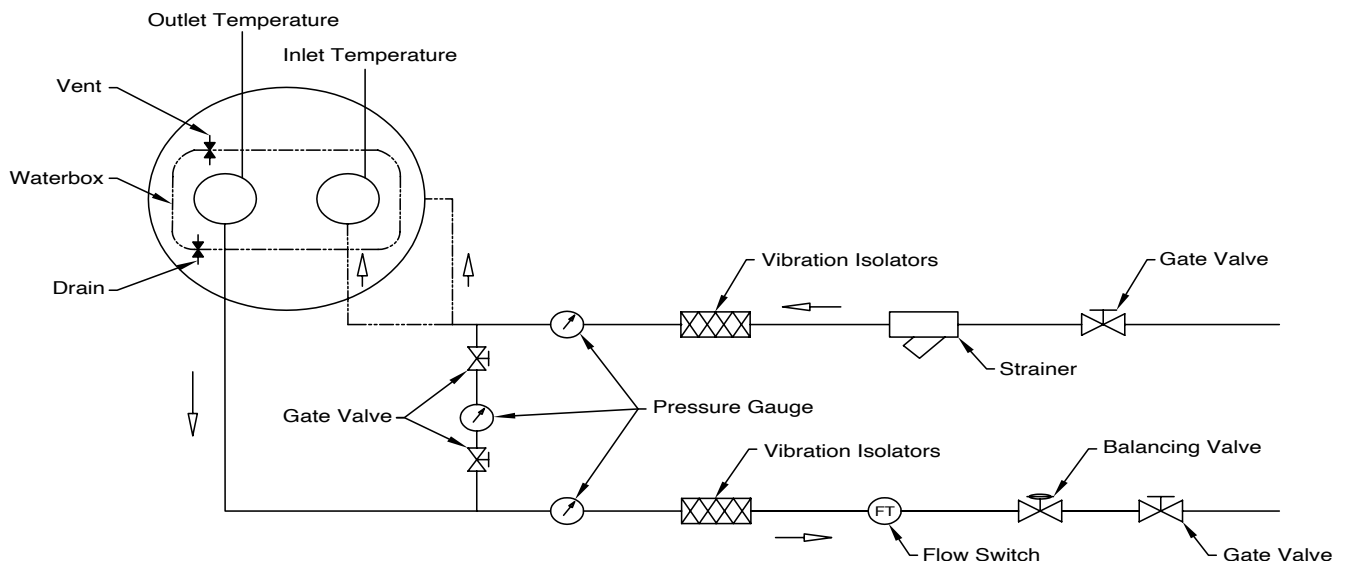 Outlet Temperature
Inlet Temperature
Vent
Waterbox
Drain
Vibration Isolators
Gate Valve
Strainer
Gate Valve
Pressure Gauge
Vibration Isolators
Balancing Valve
FT
Flow Switch
Gate Valve